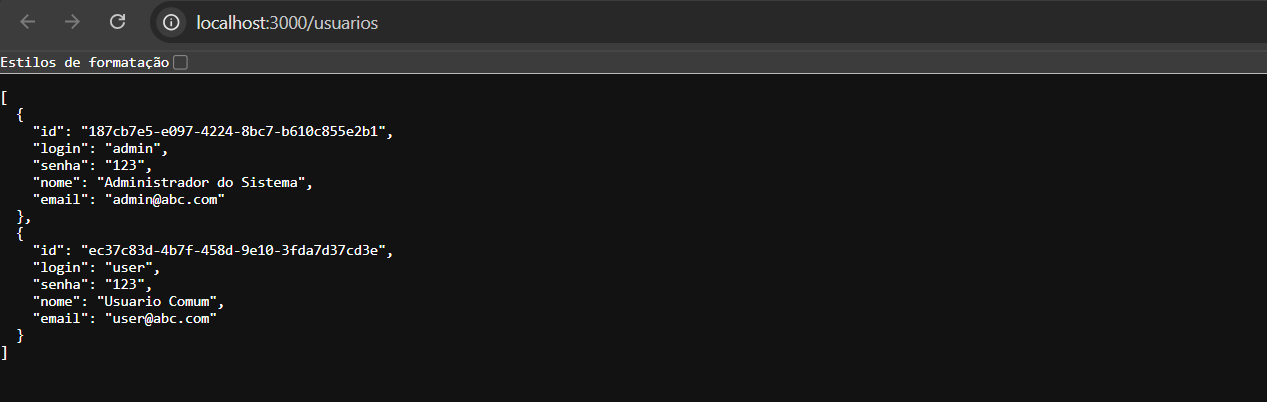 localhost:3000/usuarios
Estilos de formatação
[
  {
    "id": "187cb7e5-e097-4224-8bc7-b610c855e2b1",
    "login": "admin",
    "senha": "123",
    "nome": "Administrador do Sistema",
    "email": "admin@abc.com"
  },
  {
    "id": "ec37c83d-4b7f-458d-9e10-3fda7d37cd3e",
    "login": "user",
    "senha": "123",
    "nome": "Usuario Comum",
    "email": "user@abc.com"
  }
]